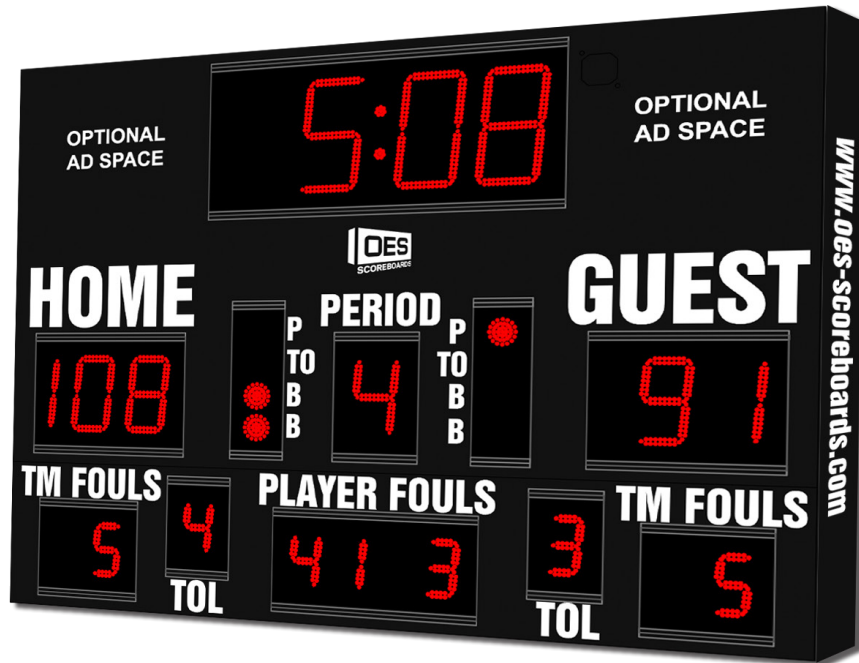 5:08
OPTIONAL
AD SPACE
OPTIONAL
AD SPACE
OES
SCOREBOARDS
HOME
PERIOD
GUEST
108
P
TO
B
B
4
P
TO
B
B
91
TM FOULS
5
4
TOL
PLAYER FOULS
41 3
3
TOL
TM FOULS
5
www.oes-scoreboards.com